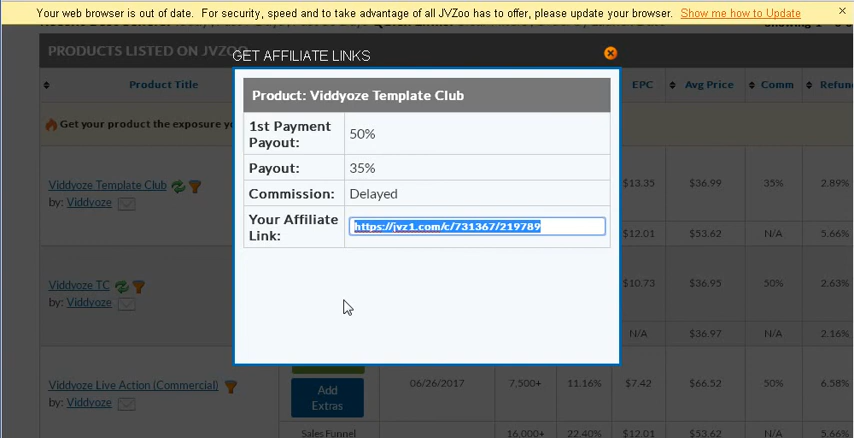 Your web browser is out of date. For security, speed and to take advantage of all JVZoo has to offer, please update your browser. Show me how to Update
PRODUCTS LISTED ON JVZOO
GET AFFILIATE LINKS
Product Title
EPC
Avg Price
Comm
Refun
Product: Viddyoze Template Club
Get your product the exposure yo
1st Payment
Payout:
50%
Payout:
35%
Commission:
Delayed
Your Affiliate
Link:
https://jvz1.com/c/731367/219789
Viddyoze Template Club
by: Viddyoze
$13.35
$36.99
35%
2.89%
$12.01
$53.62
N/A
5.66%
Viddyoze TC
by: Viddyoze
$10.73
$36.95
50%
2.63%
N/A
$36.97
N/A
2.16%
Viddyoze Live Action (Commercial)
by: Viddyoze
Add
Extras
06/26/2017
7,500+
11.16%
$7.42
$66.52
50%
6.58%
Sales Funnel
16,000+
22.40%
$12.01
$53.62
N/A
5.66%